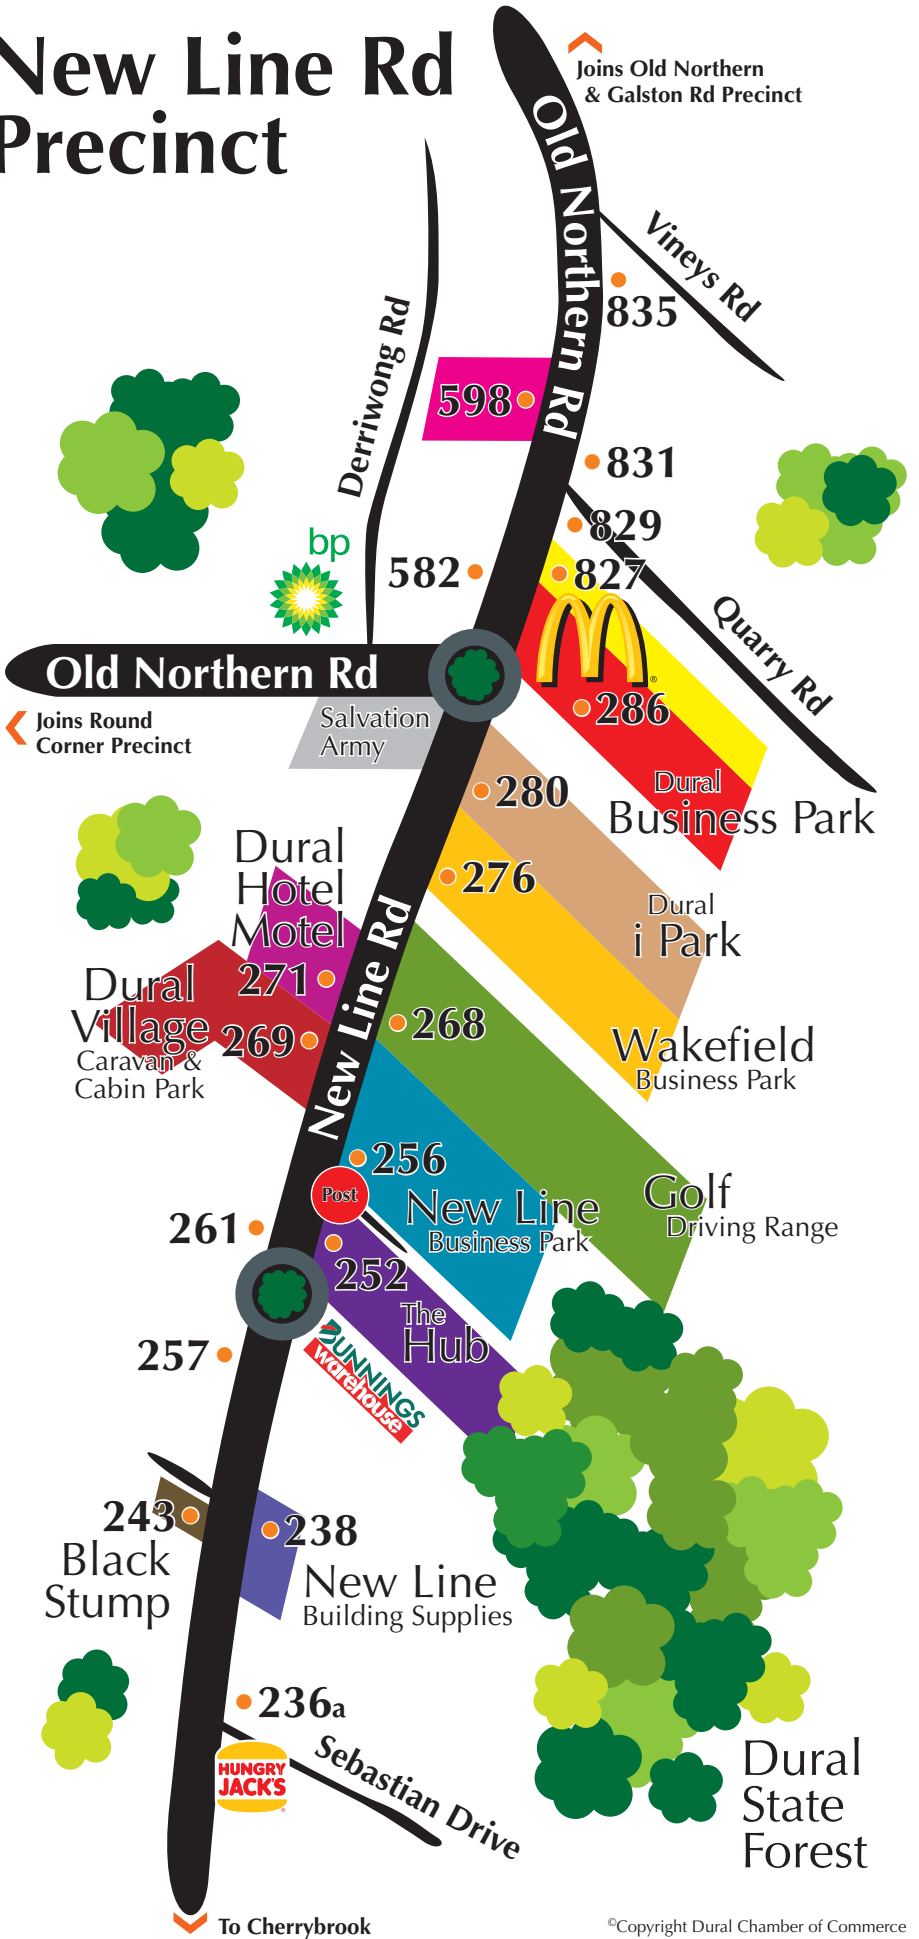 New Line Rd
Precinct
Joins Old Northern
& Galston Rd Precinct
Old Northern Rd
Vineys Rd
835
Derriwong Rd
598
831
829
bp
582
827
Quarry Rd
Old Northern Rd
®
286
Joins Round
Corner Precinct
Salvation
Army
Dural
Business Park
280
Dural
Hotel
Motel
271
276
Dural
i Park
New Line Rd
Dural
Village
Caravan &
Cabin Park
269
268
Wakefield
Business Park
256
Post
New Line
Business Park
Golf
Driving Range
261
252
The
Hub
257
BUNNINGS
warehouse
243
Black
Stump
238
New Line
Building Supplies
236a
Sebastian Drive
HUNGRY
JACK'S
®
Dural
State
Forest
To Cherrybrook
©Copyright Dural Chamber of Commerce